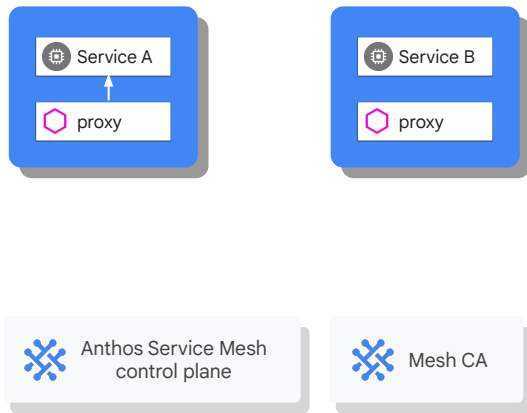 Service A
proxy
Service B
proxy
Anthos Service Mesh
control plane
Mesh CA